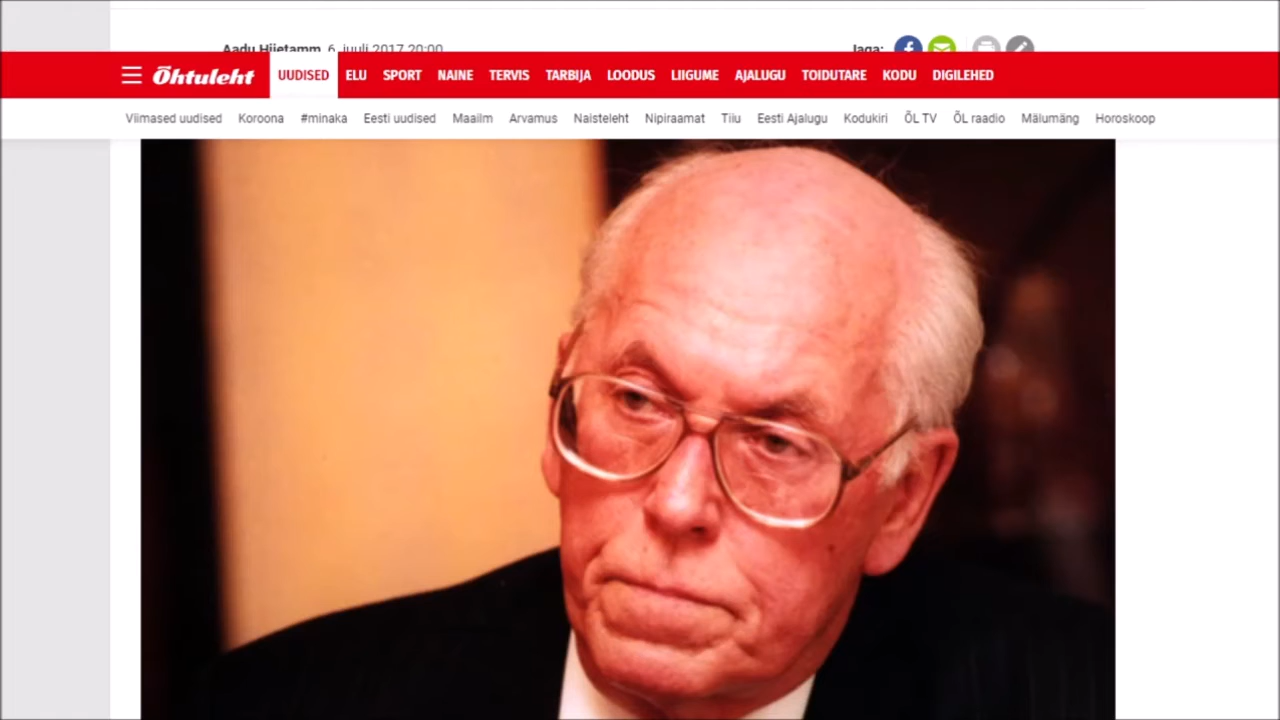 Aadu Hiietamm, 6. juuli 2017 20:00
Jaga:
Õhtuleht UUDISED ELU SPORT NAINE TERVIS TARBIJA LOODUS LIIGUME AJALUGU TOIDUTARE KODU DIGILEHED
Viimased uudised Koroona #minaka Eesti uudised Maailm Arvamus Naisteleht Nipiraamat Tiiu Eesti Ajalugu Kodukiri ÕL TV ÕL raadio Mälumäng Horoskoop